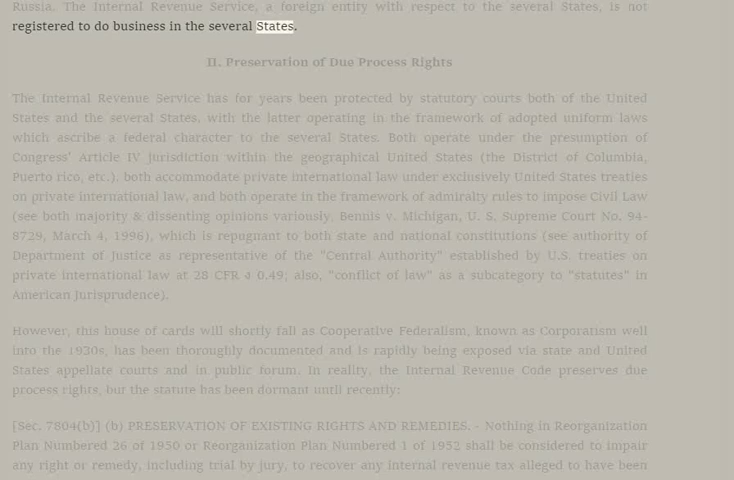 Russia. The Internal Revenue Service, a foreign entity with respect to the several States, is not
registered to do business in the several States.
II. Preservation of Due Process Rights
The Internal Revenue Service has for years been protected by statutory courts both of the United
States and the several States, with the latter operating in the framework of adopted uniform laws
which ascribe a federal character to the several States. Both operate under the presumption of
Congress' Article IV jurisdiction within the geographical United States (the District of Columbia,
Puerto rico, etc.), both accommodate private international law under exclusively United States treaties
on private international law, and both operate in the framework of admiralty rules to impose Civil Law
(see both majority & dissenting opinions variously, Bennis v. Michigan, U. S. Supreme Court No. 94-
8729, March 4, 1996), which is repugnant to both state and national constitutions (see authority of
Department of Justice as representative of the "Central Authority" established by U.S. treaties on
private international law at 28 CFR 4 0.49; also, "conflict of law" as a subcategory to "statutes" in
American Jurisprudence).
However, this house of cards will shortly fall as Cooperative Federalism, known as Corporatism well
into the 1930s, has been thoroughly documented and is rapidly being exposed via state and United
States appellate courts and in public forum. In reality, the Internal Revenue Code preserves due
process rights, but the statute has been dormant until recently:
[Sec. 7804(b)] (b) PRESERVATION OF EXISTING RIGHTS AND REMEDIES. - Nothing in Reorganization
Plan Numbered 26 of 1950 or Reorganization Plan Numbered 1 of 1952 shall be considered to impair
any right or remedy, including trial by jury, to recover any internal revenue tax alleged to have been